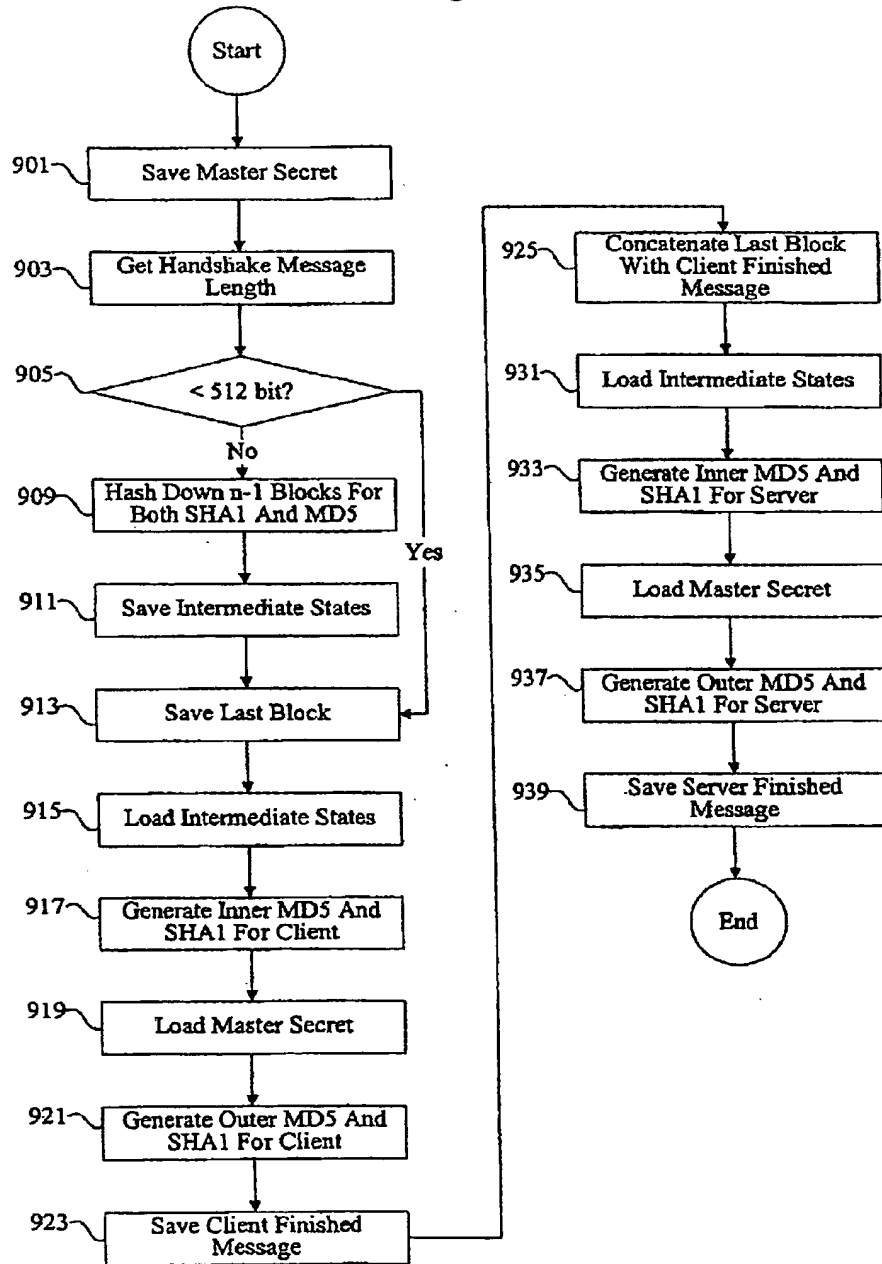 Start
901
Save Master Secret
903
Get Handshake Message
Length
905
< 512 bit?
No
Yes
909
Hash Down n-1 Blocks For
Both SHA1 And MD5
911
Save Intermediate States
913
Save Last Block
915
Load Intermediate States
917
Generate Inner MD5 And
SHA1 For Client
919
Load Master Secret
921
Generate Outer MD5 And
SHA1 For Client
923
Save Client Finished
Message
925
Concatenate Last Block
With Client Finished
Message
931
Load Intermediate States
933
Generate Inner MD5 And
SHA1 For Server
935
Load Master Secret
937
Generate Outer MD5 And
SHA1 For Server
939
Save Server Finished
Message
End